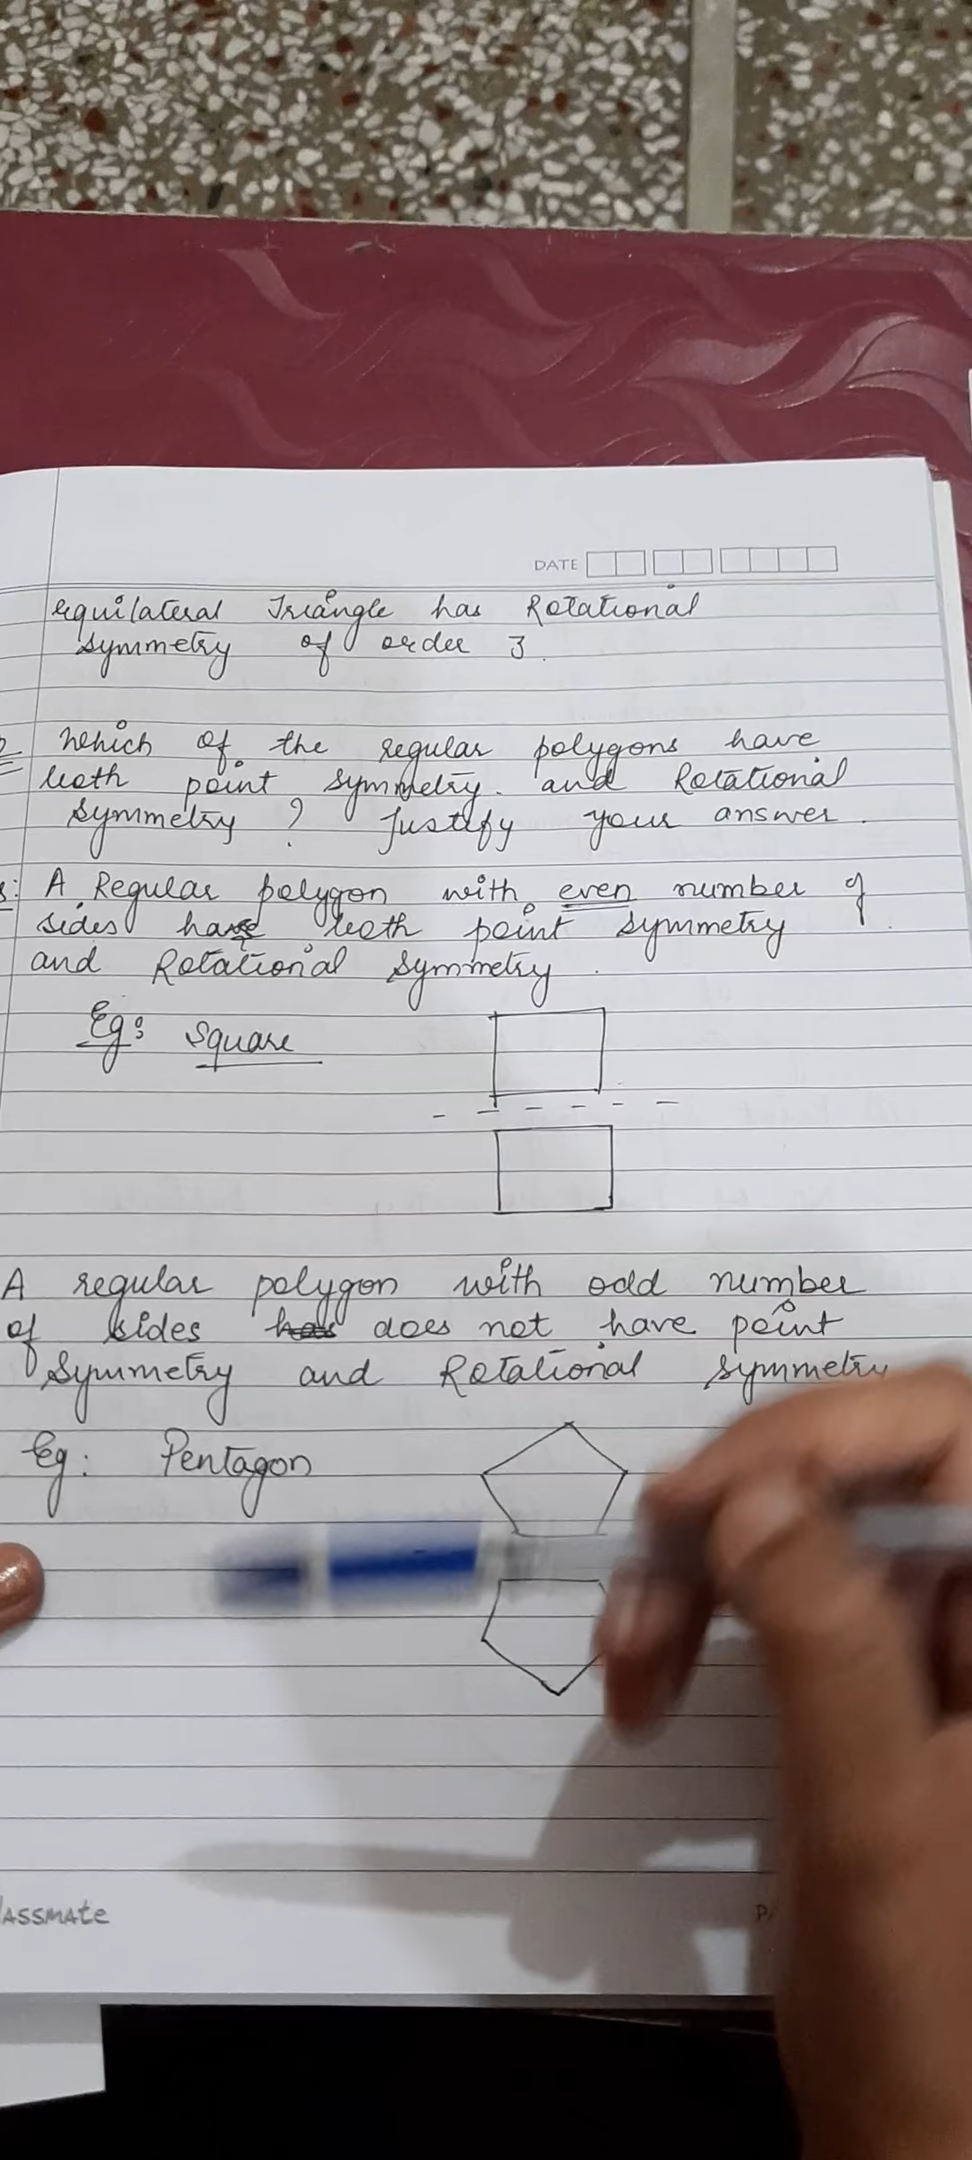 DATE
equilateral Triangle has Rotational
symmetry of order 3.
Which of the regular polygons have
both point symmetry. and Rotational
symmetry ? Justify your answer.
A Regular polygon with even number of
sides has both point symmetry
and Rotational symmetry.
Eg: Square
A regular polygon with odd number
of sides has does not have point
symmetry and Rotational symmetry
Eg: Pentagon